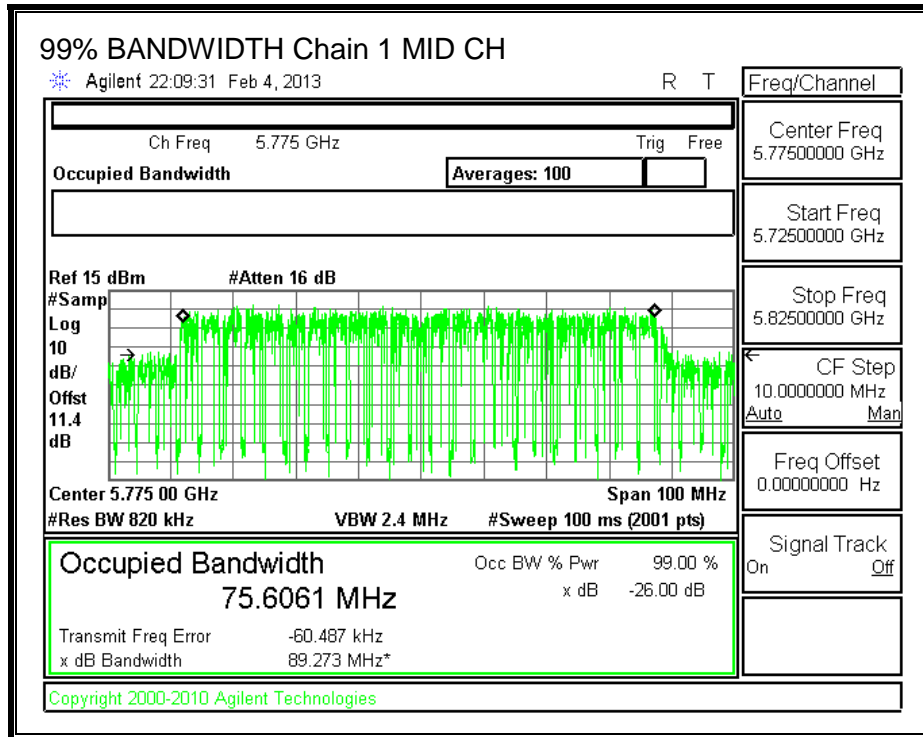 99% BANDWIDTH Chain 1 MID CH
Agilent 22:09:31 Feb 4, 2013 R T
Freq/Channel
Ch Freq 5.775 GHz Trig Free
Occupied Bandwidth Averages: 100
Center Freq
5.77500000 GHz
Start Freq
5.72500000 GHz
Stop Freq
5.82500000 GHz
CF Step
10.0000000 MHz
Auto Man
Freq Offset
0.00000000 Hz
Signal Track
On Off
Ref 15 dBm #Atten 16 dB
#Samp
Log
10
dB/
Offst
11.4
dB
Center 5.775 00 GHz Span 100 MHz
#Res BW 820 kHz VBW 2.4 MHz #Sweep 100 ms (2001 pts)
Occupied Bandwidth Occ BW % Pwr 99.00 %
75.6061 MHz x dB -26.00 dB
Transmit Freq Error -60.487 kHz
x dB Bandwidth 89.273 MHz*
Copyright 2000-2010 Agilent Technologies